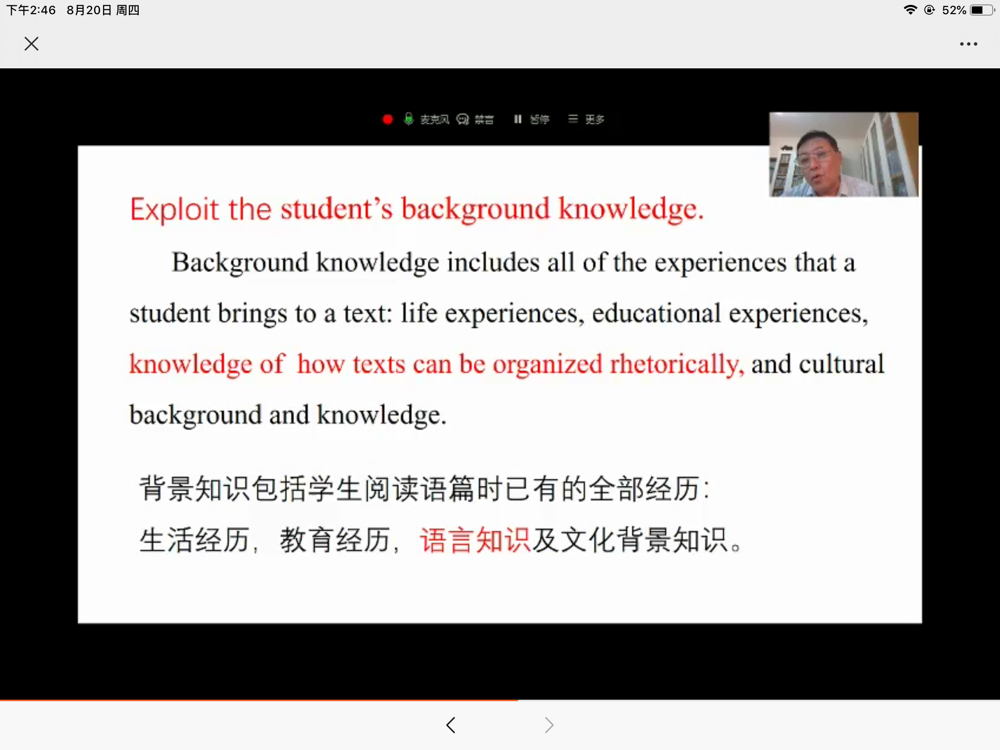 下午2:46 8月20日 周四
52%
麦克风 禁言 暂停 更多
Exploit the student’s background knowledge.
Background knowledge includes all of the experiences that a
student brings to a text: life experiences, educational experiences,
knowledge of how texts can be organized rhetorically, and cultural
background and knowledge.
背景知识包括学生阅读语篇时已有的全部经历：
生活经历，教育经历，语言知识及文化背景知识。